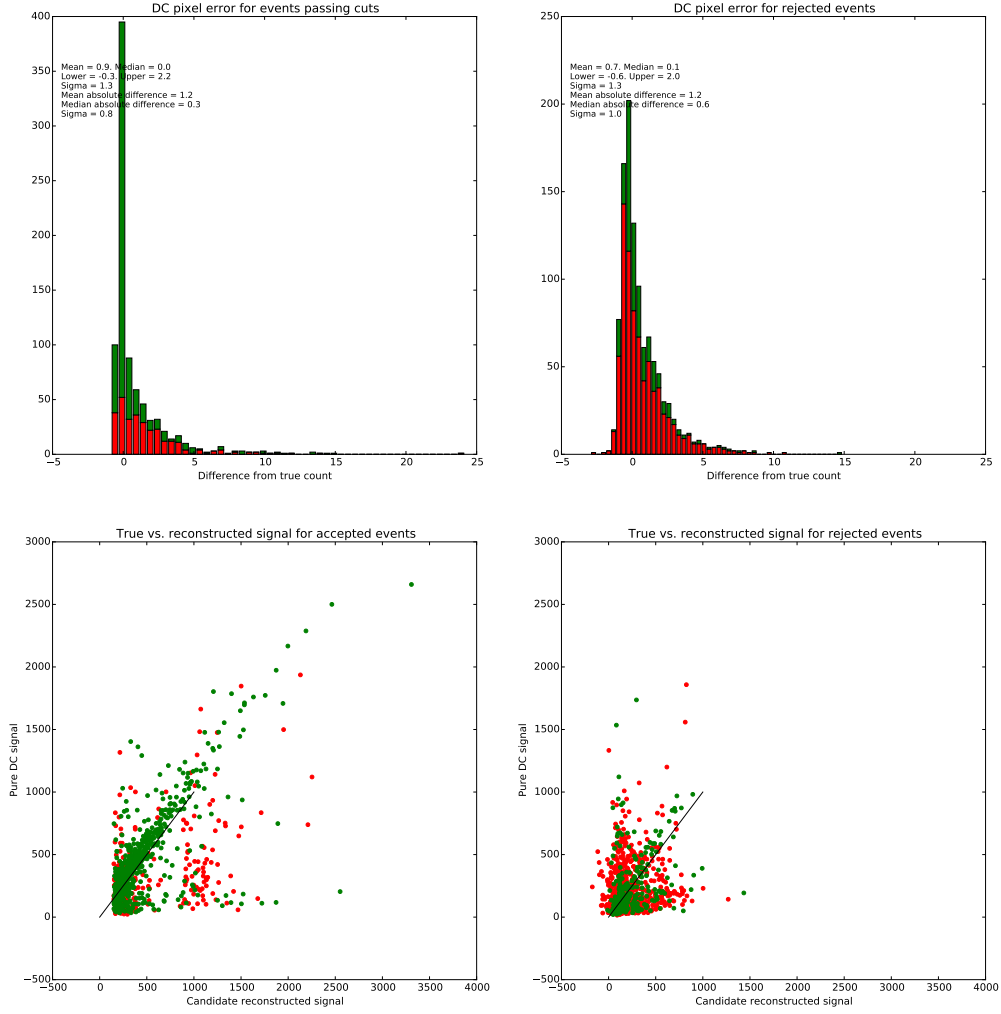 DC pixel error for events passing cuts
400
350
300
250
200
150
100
50
0
Mean = 0.9. Median = 0.0
Lower = -0.3. Upper = 2.2
Sigma = 1.3
Mean absolute difference = 1.2
Median absolute difference = 0.3
Sigma = 0.8
−5
0
5
10
15
20
25
Difference from true count
DC pixel error for rejected events
250
200
150
100
50
0
Mean = 0.7. Median = 0.1
Lower = -0.6. Upper = 2.0
Sigma = 1.3
Mean absolute difference = 1.2
Median absolute difference = 0.6
Sigma = 1.0
−5
0
5
10
15
20
25
Difference from true count
True vs. reconstructed signal for accepted events
Pure DC signal
3000
2500
2000
1500
1000
500
0
−500
−500
0
500
1000
1500
2000
2500
3000
3500
4000
Candidate reconstructed signal
True vs. reconstructed signal for rejected events
Pure DC signal
3000
2500
2000
1500
1000
500
0
−500
−500
0
500
1000
1500
2000
2500
3000
3500
4000
Candidate reconstructed signal